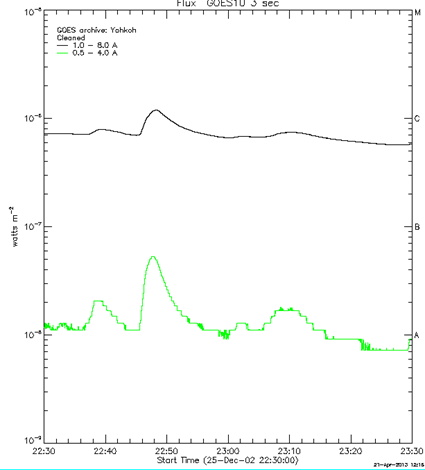 Flux GOES10 3 sec
10⁻⁵
M
GOES archive: Yohkoh
Cleaned
1.0 - 8.0 A
0.5 - 4.0 A
10⁻⁶
C
10⁻⁷
B
watts m⁻²
10⁻⁸
A
10⁻⁹
22:30 22:40 22:50 23:00 23:10 23:20 23:30
Start Time (25-Dec-02 22:30:00)
21-Apr-2013 12:15